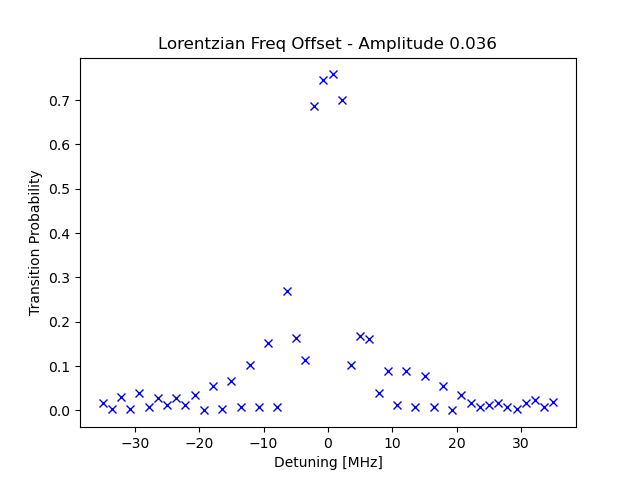 Lorentzian Freq Offset - Amplitude 0.036
Transition Probability
0.7
0.6
0.5
0.4
0.3
0.2
0.1
0.0
−30 −20 −10 0 10 20 30
Detuning [MHz]